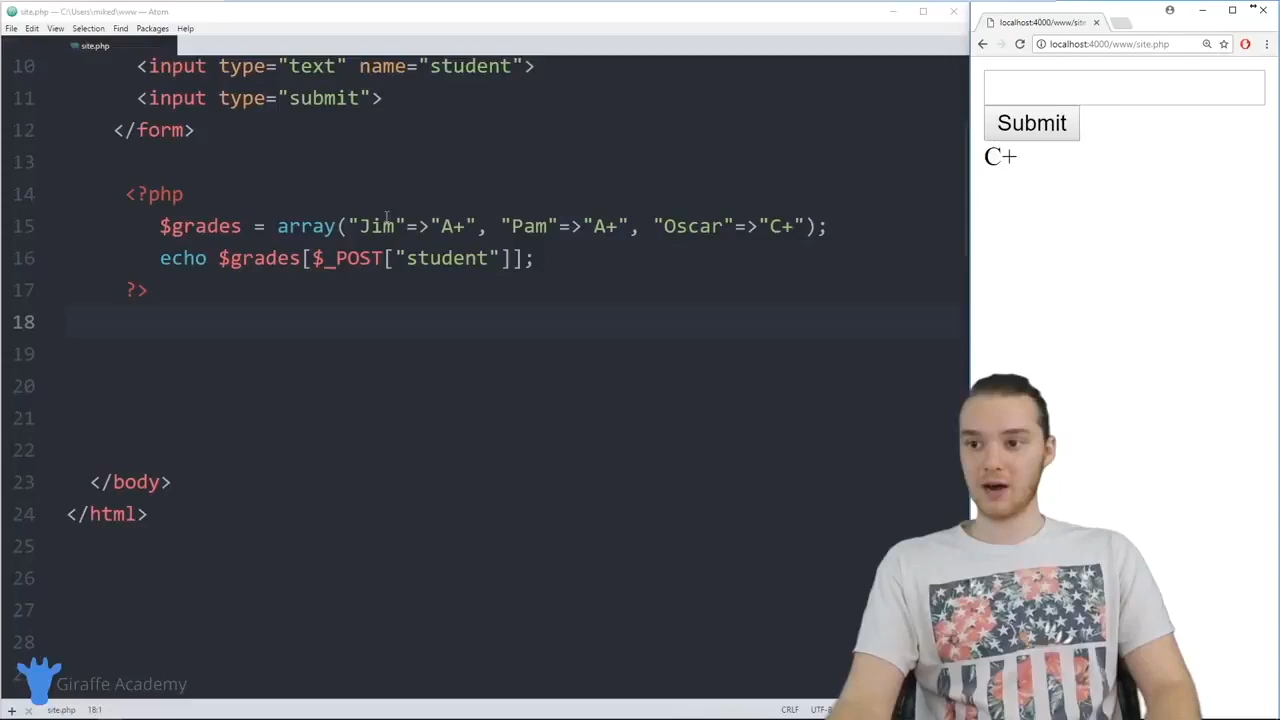 site.php — C:\Users\miked\www — Atom
File Edit View Selection Find Packages Help
site.php
10 <input type="text" name="student">
11 <input type="submit">
12 </form>
13
14 <?php
15 $grades = array("Jim"=>"A+", "Pam"=>"A+", "Oscar"=>"C+");
16 echo $grades[$_POST["student"]];
17 ?>
18
19
20
21
22
23 </body>
24 </html>
25
26
27
28
Giraffe Academy
site.php 18:1 CRLF UTF-8
localhost:4000/www/site
localhost:4000/www/site.php
Submit
C+